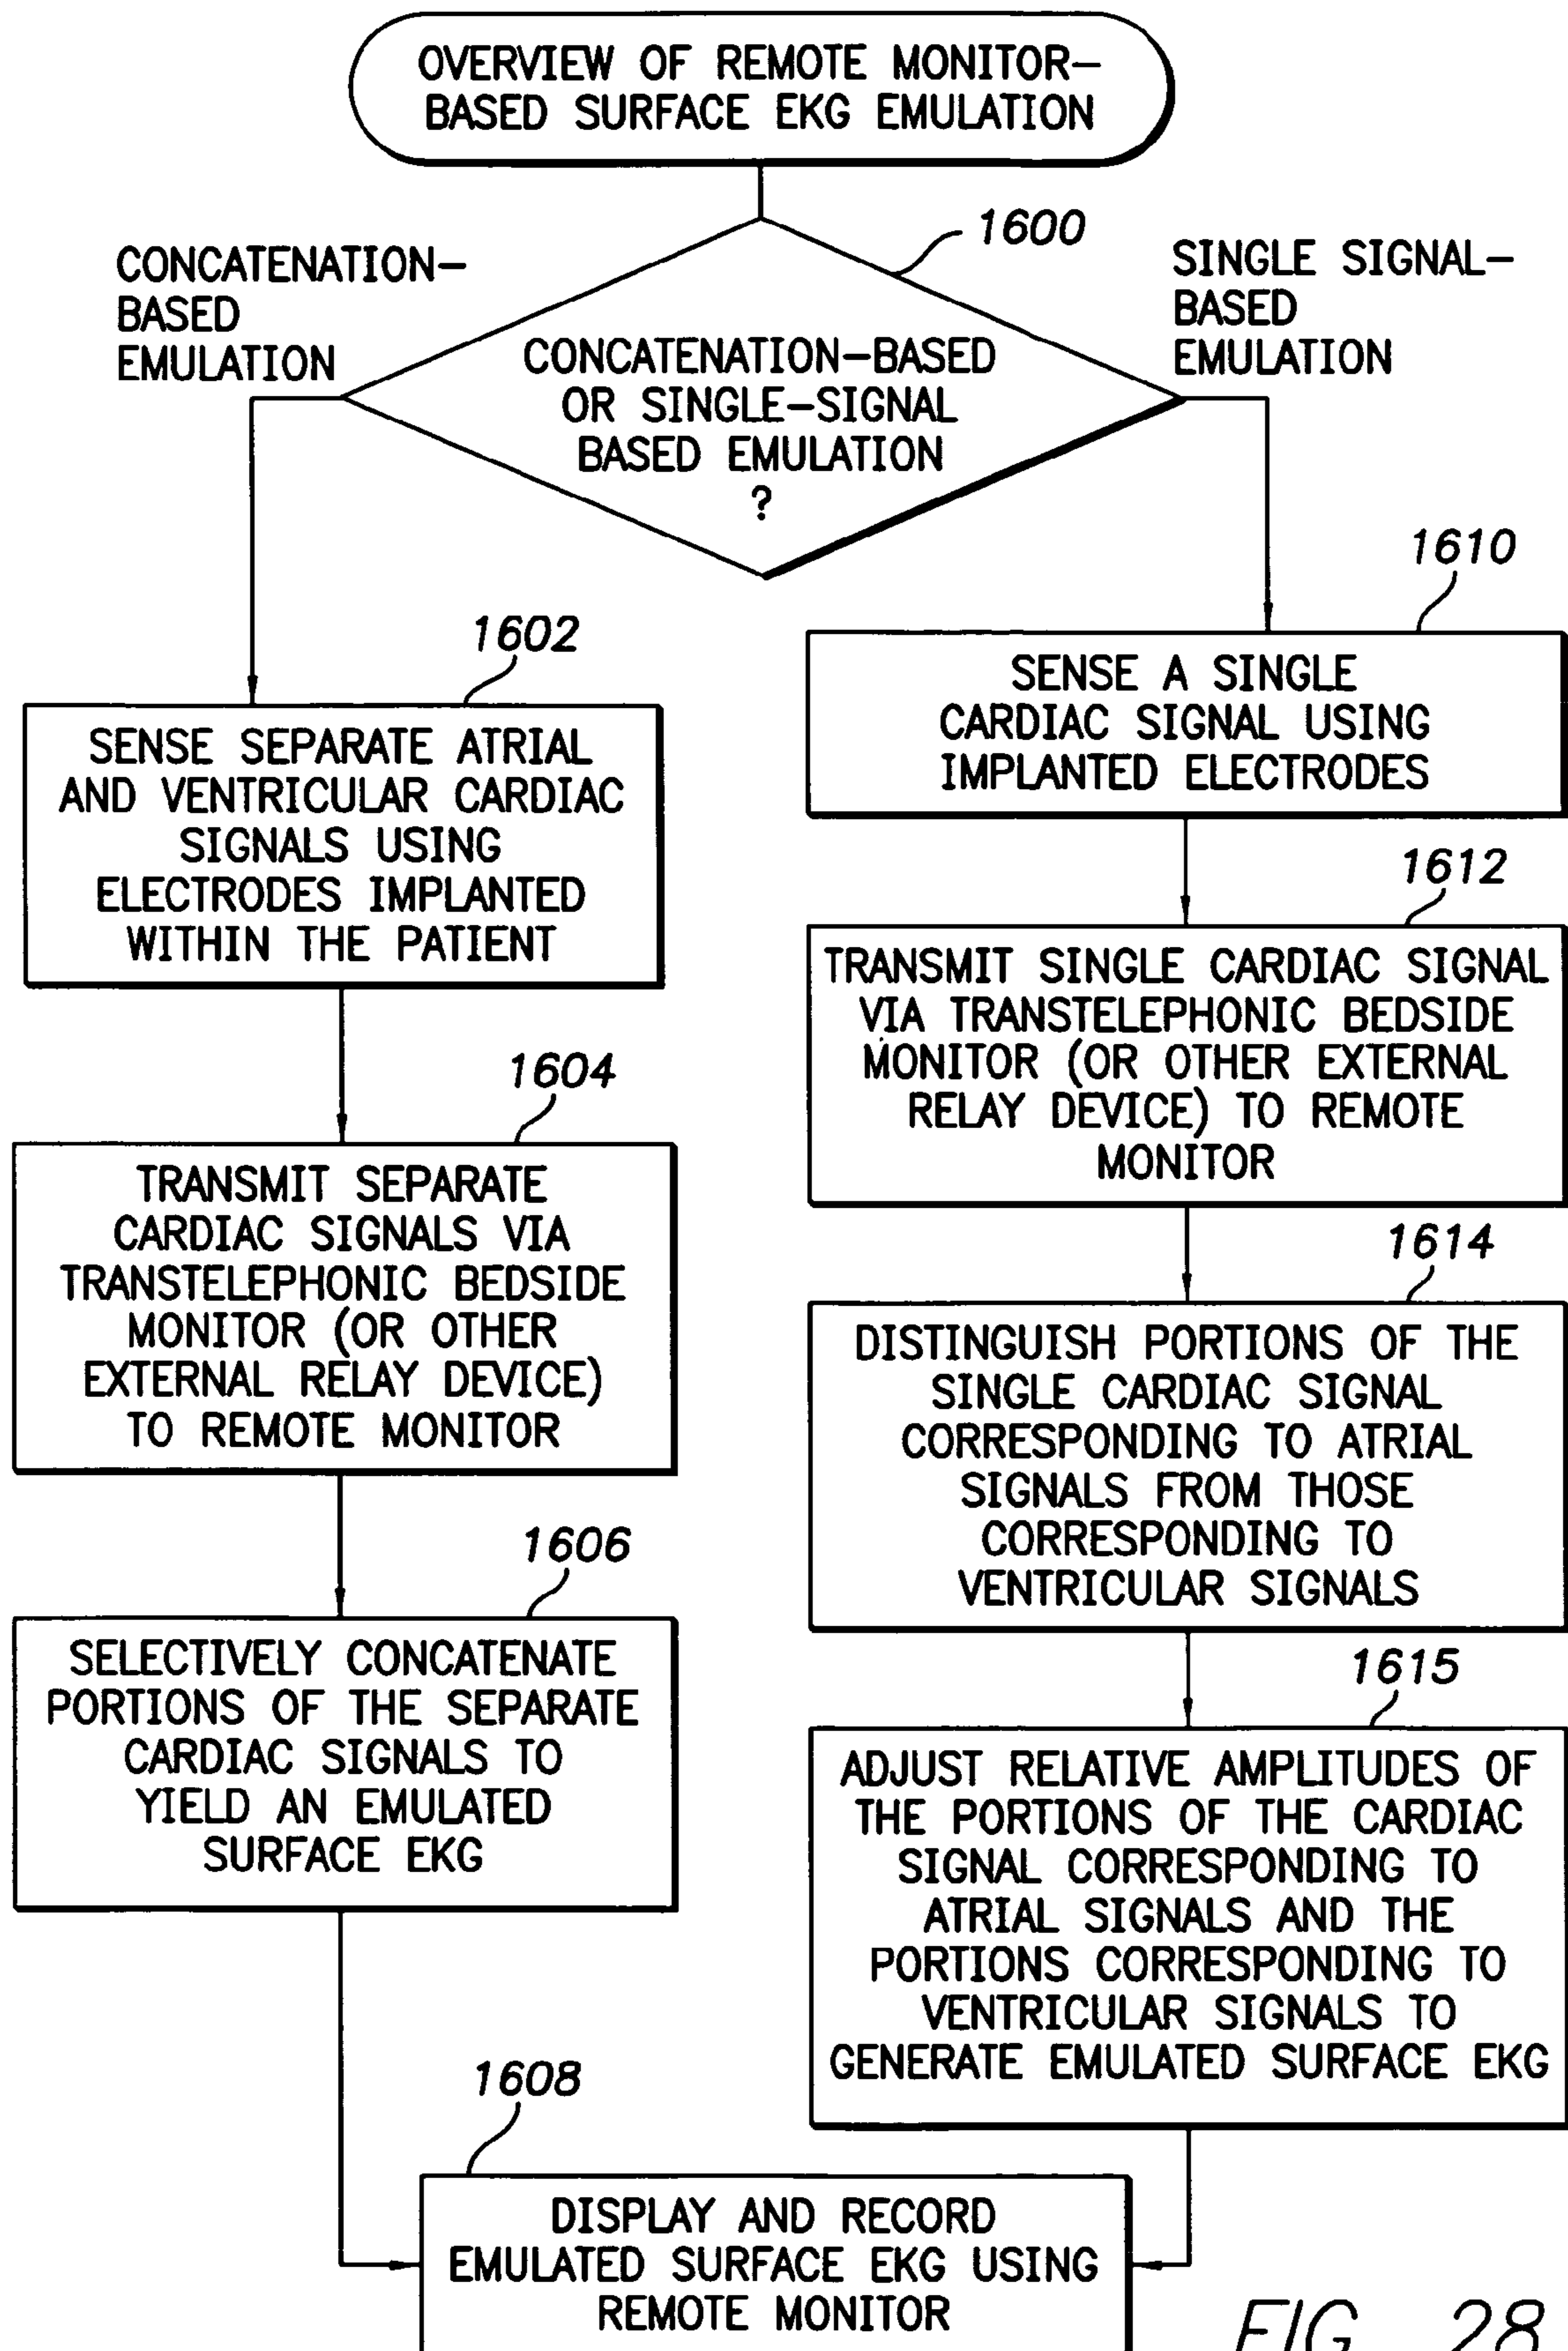 OVERVIEW OF REMOTE MONITOR–
BASED SURFACE EKG EMULATION
1600
CONCATENATION–
BASED
EMULATION
SINGLE SIGNAL–
BASED
EMULATION
CONCATENATION–BASED
OR SINGLE–SIGNAL
BASED EMULATION
?
1602
SENSE SEPARATE ATRIAL
AND VENTRICULAR CARDIAC
SIGNALS USING
ELECTRODES IMPLANTED
WITHIN THE PATIENT
1604
TRANSMIT SEPARATE
CARDIAC SIGNALS VIA
TRANSTELEPHONIC BEDSIDE
MONITOR (OR OTHER
EXTERNAL RELAY DEVICE)
TO REMOTE MONITOR
1606
SELECTIVELY CONCATENATE
PORTIONS OF THE SEPARATE
CARDIAC SIGNALS TO
YIELD AN EMULATED
SURFACE EKG
1610
SENSE A SINGLE
CARDIAC SIGNAL USING
IMPLANTED ELECTRODES
1612
TRANSMIT SINGLE CARDIAC SIGNAL
VIA TRANSTELEPHONIC BEDSIDE
MONITOR (OR OTHER EXTERNAL
RELAY DEVICE) TO REMOTE
MONITOR
1614
DISTINGUISH PORTIONS OF THE
SINGLE CARDIAC SIGNAL
CORRESPONDING TO ATRIAL
SIGNALS FROM THOSE
CORRESPONDING TO
VENTRICULAR SIGNALS
1615
ADJUST RELATIVE AMPLITUDES OF
THE PORTIONS OF THE CARDIAC
SIGNAL CORRESPONDING TO
ATRIAL SIGNALS AND THE
PORTIONS CORRESPONDING TO
VENTRICULAR SIGNALS TO
GENERATE EMULATED SURFACE EKG
1608
DISPLAY AND RECORD
EMULATED SURFACE EKG USING
REMOTE MONITOR
FIG. 28